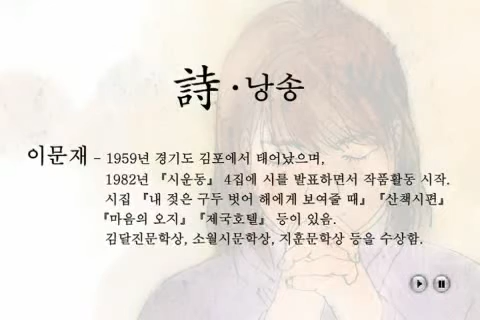 詩 · 낭송
이문재 - 1959년 경기도 김포에서 태어났으며,
1982년 『시운동』 4집에 시를 발표하면서 작품활동 시작.
시집 『내 젖은 구두 벗어 해에게 보여줄 때』 『산책시편』
『마음의 오지』 『제국호텔』 등이 있음.
김달진문학상, 소월시문학상, 지훈문학상 등을 수상함.